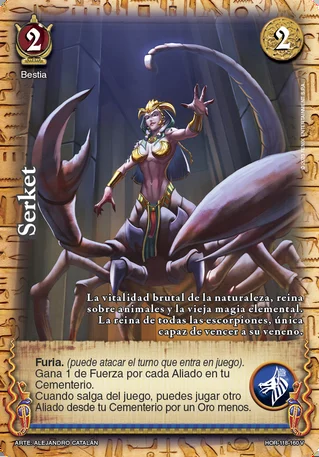 2
2
Bestia
Serket
La vitalidad brutal de la naturaleza, reina
sobre animales y la vieja magia elemental.
La reina de todas las escorpiones, única
capaz de vencer a su veneno.
Furia. (puede atacar el turno que entra en juego).
Gana 1 de Fuerza por cada Aliado en tu
Cementerio.
Cuando salga del juego, puedes jugar otro
Aliado desde tu Cementerio por un Oro menos.
ARTE: ALEJANDRO CATALÁN
HOR-118-160 V